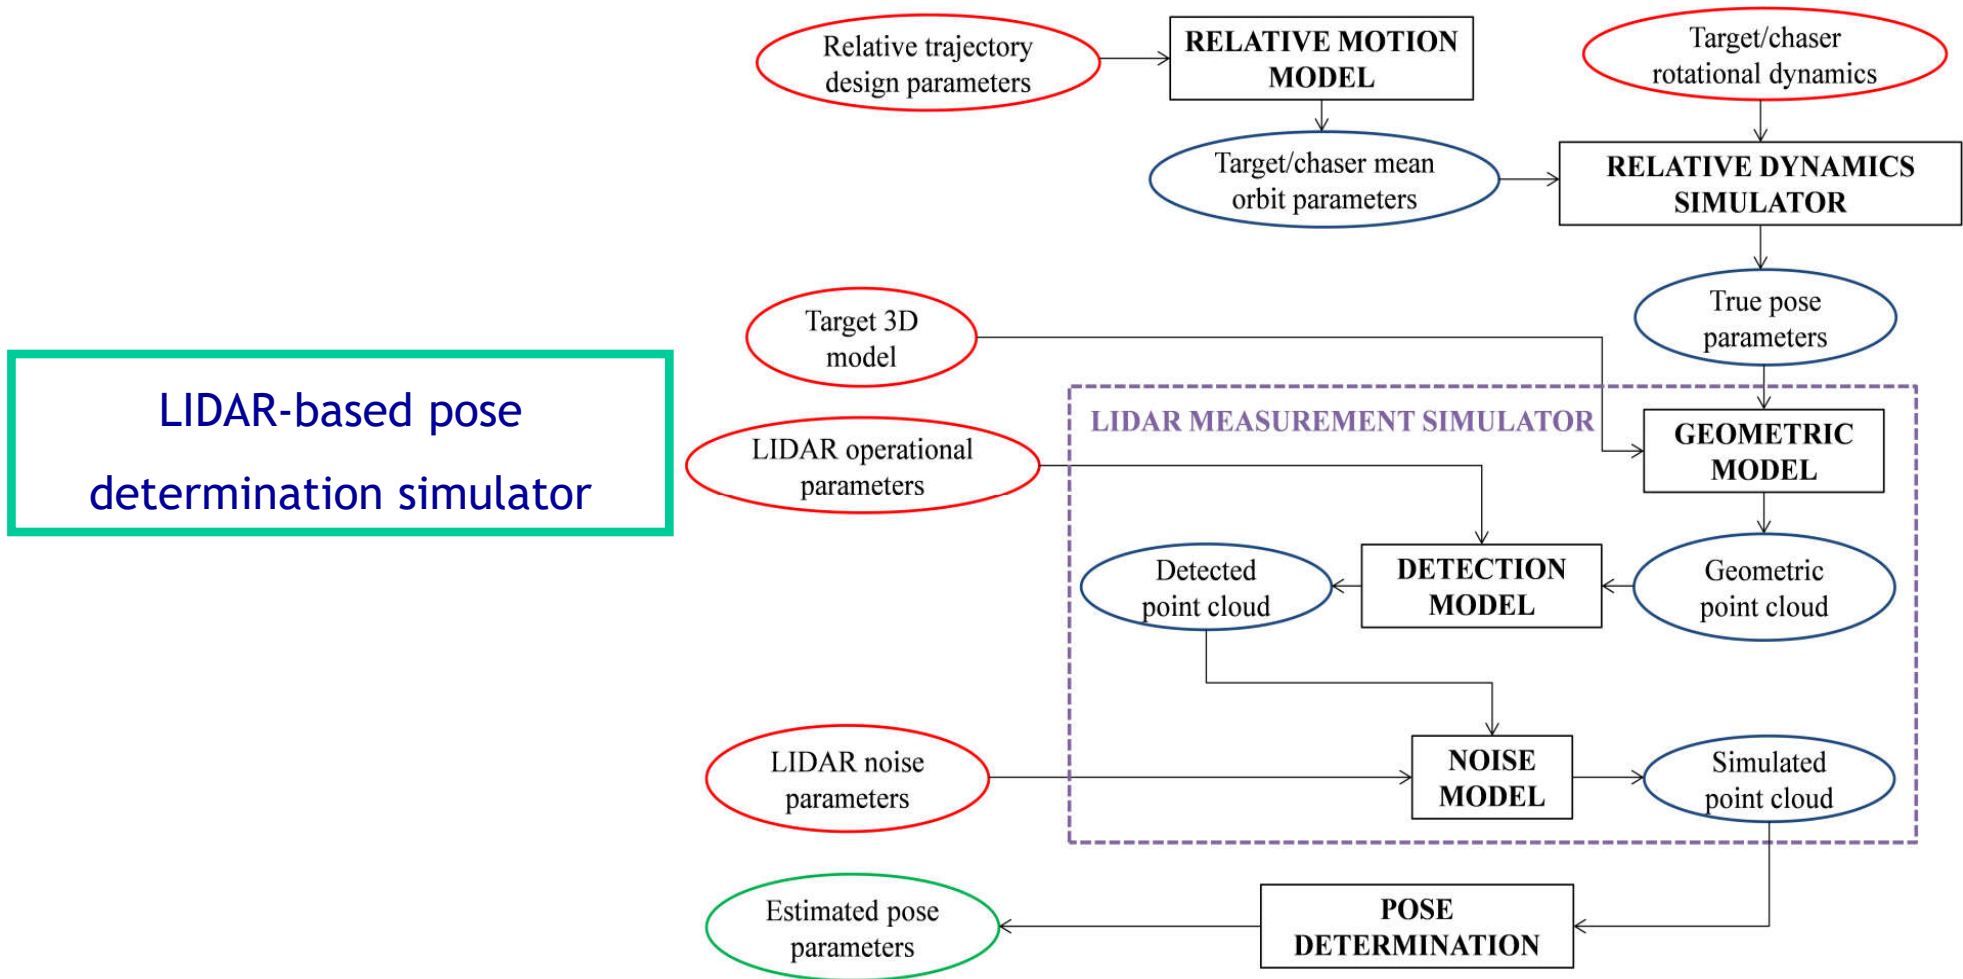 Relative trajectory
design parameters
RELATIVE MOTION
MODEL
Target/chaser
rotational dynamics
Target/chaser mean
orbit parameters
RELATIVE DYNAMICS
SIMULATOR
True pose
parameters
Target 3D
model
LIDAR-based pose
determination simulator
LIDAR MEASUREMENT SIMULATOR
GEOMETRIC
MODEL
LIDAR operational
parameters
Detected
point cloud
DETECTION
MODEL
Geometric
point cloud
LIDAR noise
parameters
NOISE
MODEL
Simulated
point cloud
Estimated pose
parameters
POSE
DETERMINATION